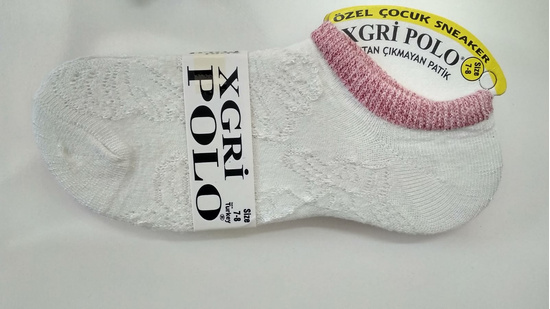 ÖZEL ÇOCUK SNEAKER
XGRİ POLO
TAN ÇIKMAYAN PATİK
Size
7-8
XGRİ
POLO
Size
7-8
Turkey